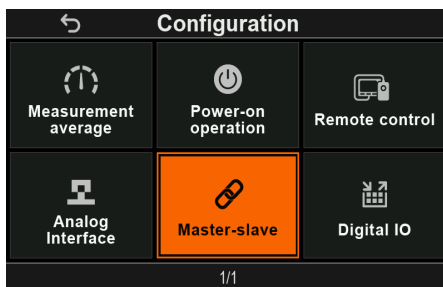 Configuration
Measurement
average
Power-on
operation
Remote control
Analog
Interface
Master-slave
Digital IO
1/1